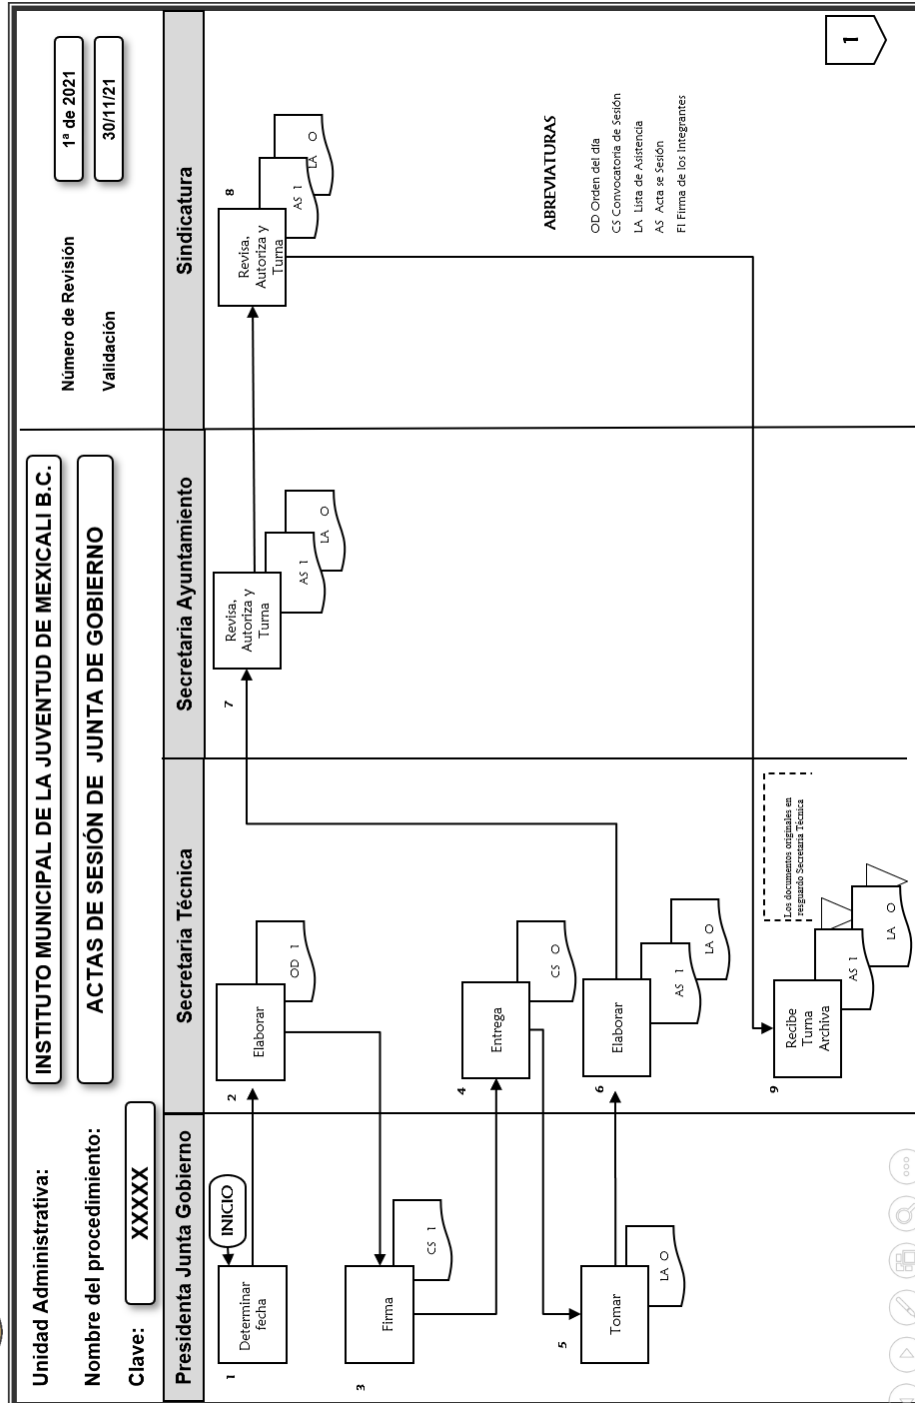 Unidad Administrativa:
INSTITUTO MUNICIPAL DE LA JUVENTUD DE MEXICALI B.C.
Número de Revisión
1ª de 2021
Nombre del procedimiento:
ACTAS DE SESIÓN DE JUNTA DE GOBIERNO
Validación
30/11/21
Clave:
XXXXX
Presidenta Junta Gobierno
Secretaria Técnica
Secretaria Ayuntamiento
Sindicatura
INICIO
1
Determinar
fecha
2
Elaborar
OD 1
3
Firma
CS 1
4
Entrega
CS O
5
Tomar
LA O
6
Elaborar
AS 1
LA O
7
Revisa,
Autoriza y
Turna
AS 1
LA O
8
Revisa,
Autoriza y
Turna
AS 1
LA O
9
Recibe
Turna
Archiva
AS 1
LA O
Los documentos originales en
resguardo Secretaria Técnica
ABREVIATURAS
OD Orden del día
CS Convocatoria de Sesión
LA Lista de Asistencia
AS Acta se Sesión
FI Firma de los Integrantes
1